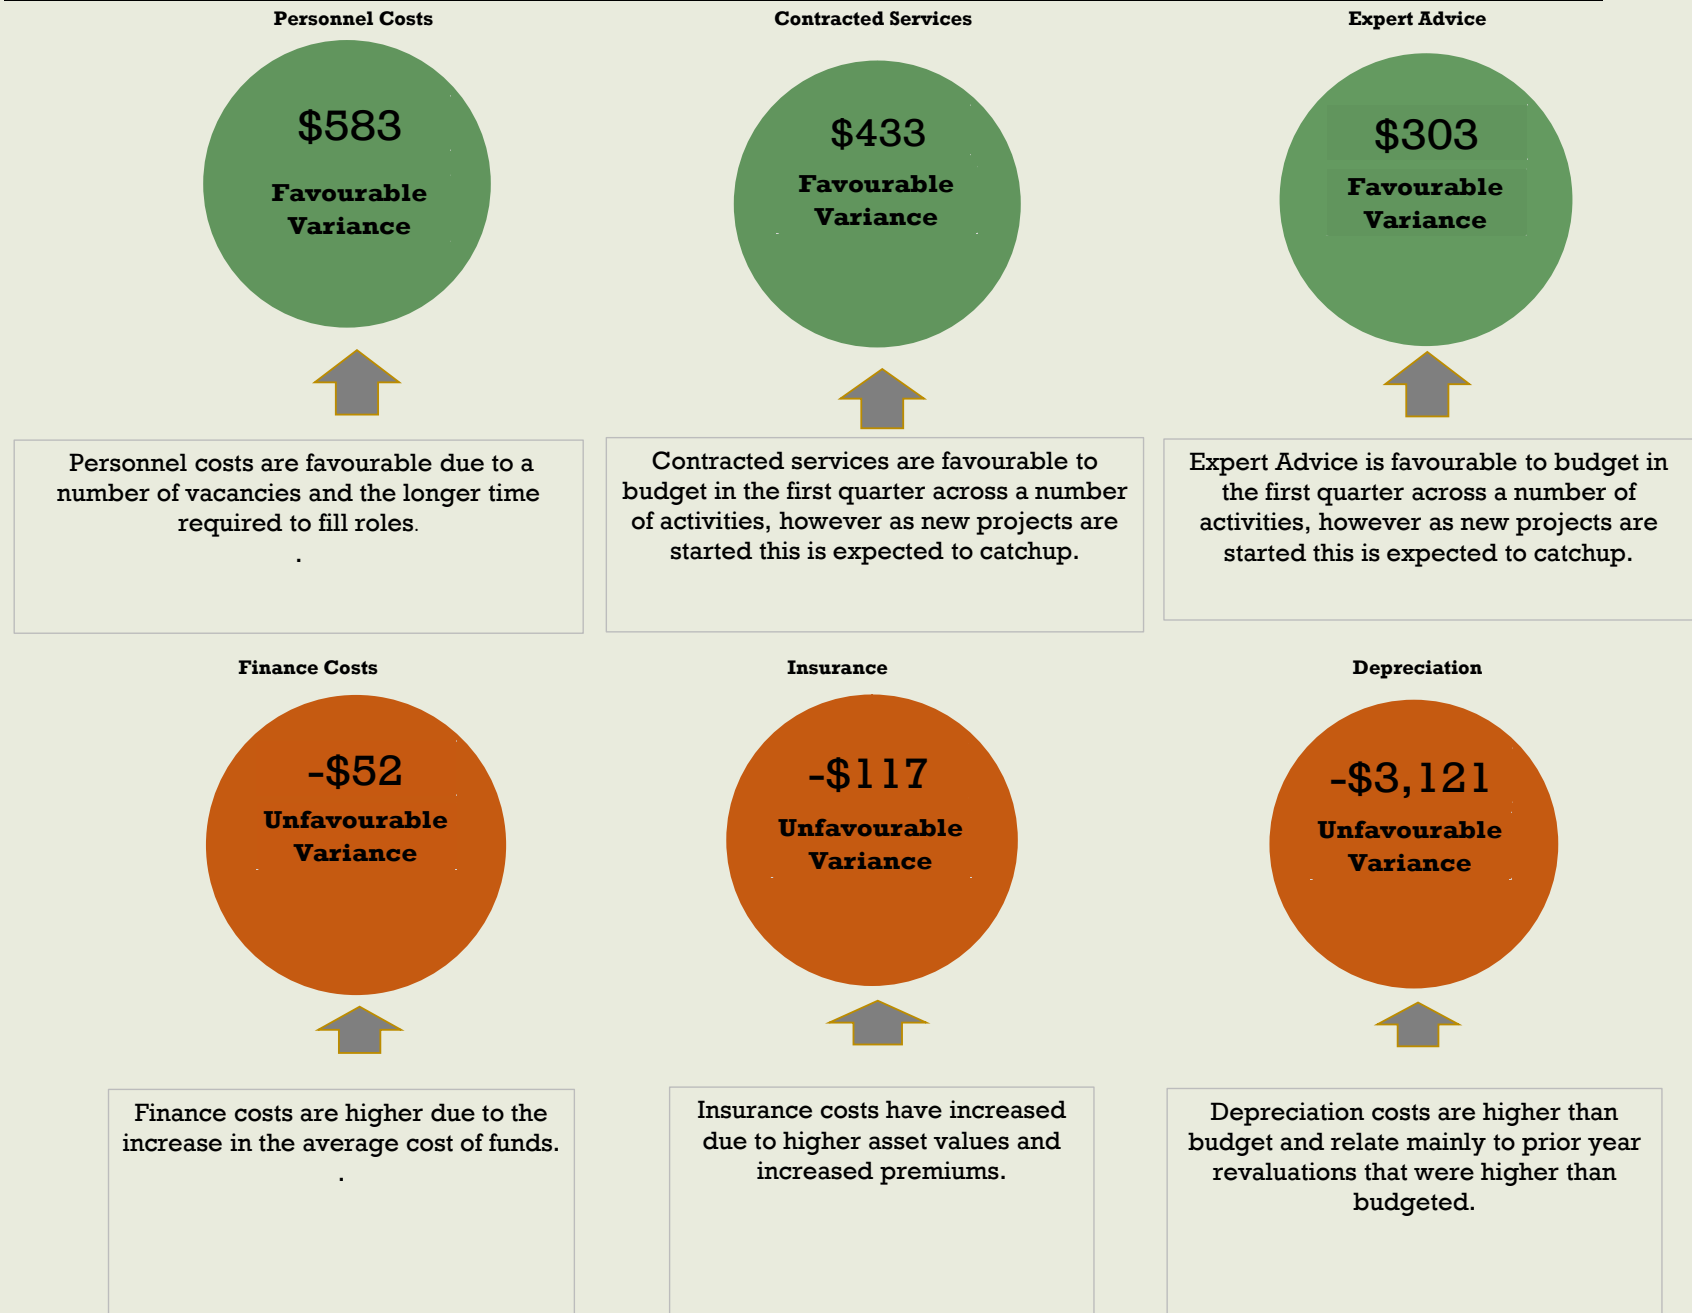 Personnel Costs
$583
Favourable
Variance
Personnel costs are favourable due to a
number of vacancies and the longer time
required to fill roles.
.
Contracted Services
$433
Favourable
Variance
Contracted services are favourable to
budget in the first quarter across a number
of activities, however as new projects are
started this is expected to catchup.
Expert Advice
$303
Favourable
Variance
Expert Advice is favourable to budget in
the first quarter across a number of
activities, however as new projects are
started this is expected to catchup.
Finance Costs
-$52
Unfavourable
Variance
Finance costs are higher due to the
increase in the average cost of funds.
.
Insurance
-$117
Unfavourable
Variance
Insurance costs have increased
due to higher asset values and
increased premiums.
Depreciation
-$3,121
Unfavourable
Variance
Depreciation costs are higher than
budget and relate mainly to prior year
revaluations that were higher than
budgeted.